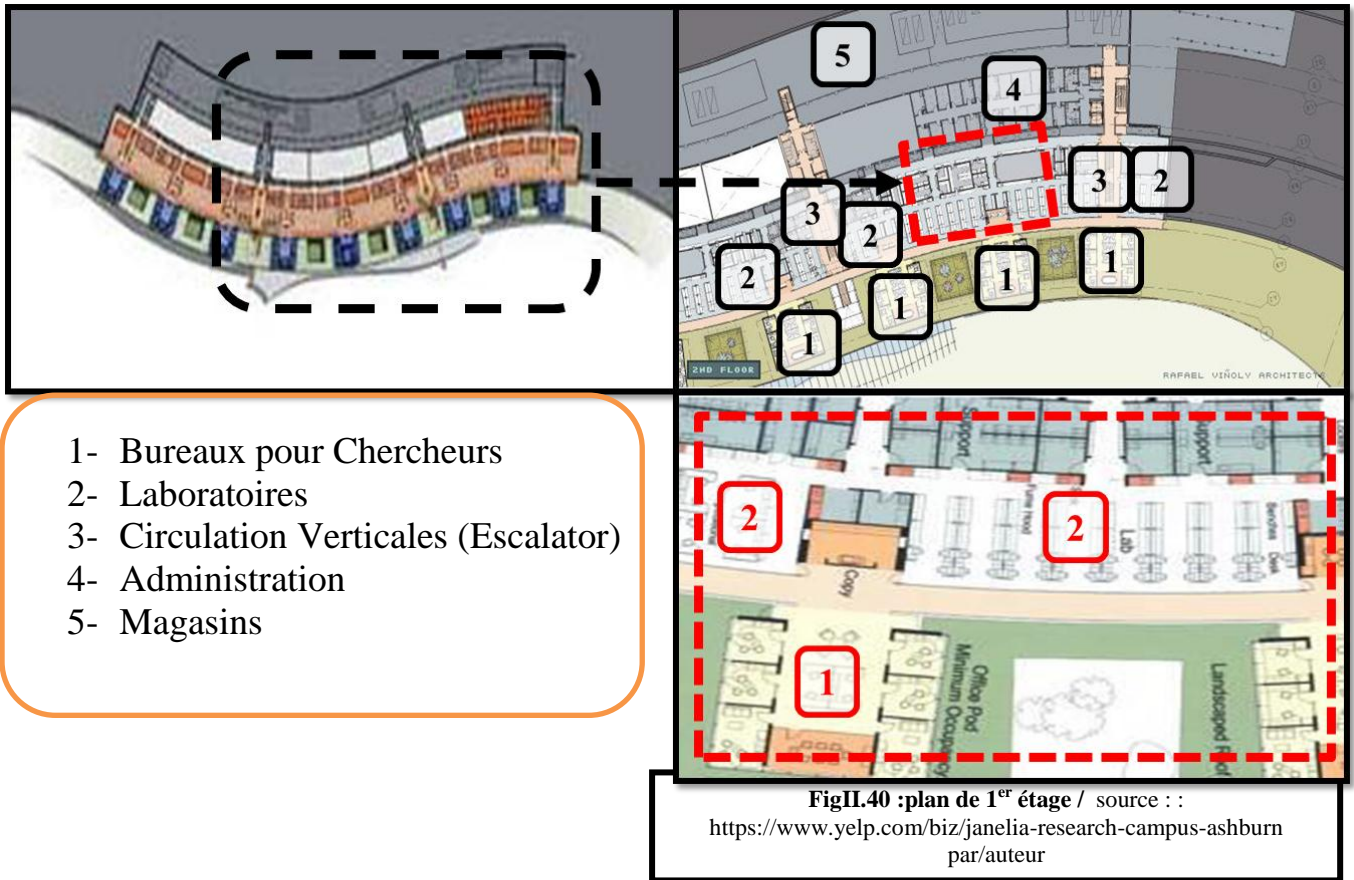 5
4
3
2
3
2
2
1
1
1
1
2ND FLOOR
RAFAEL VIÑOLY ARCHITECTS
1- Bureaux pour Chercheurs
2- Laboratoires
3- Circulation Verticales (Escalator)
4- Administration
5- Magasins
Support
Support
2
2
Fume Hood
Lab
Benches
Desk
Copy
1
Office Pod
Minimum Occupancy
Landscaped Roof
FigII.40 :plan de 1er étage / source : :
https://www.yelp.com/biz/janelia-research-campus-ashburn
par/auteur